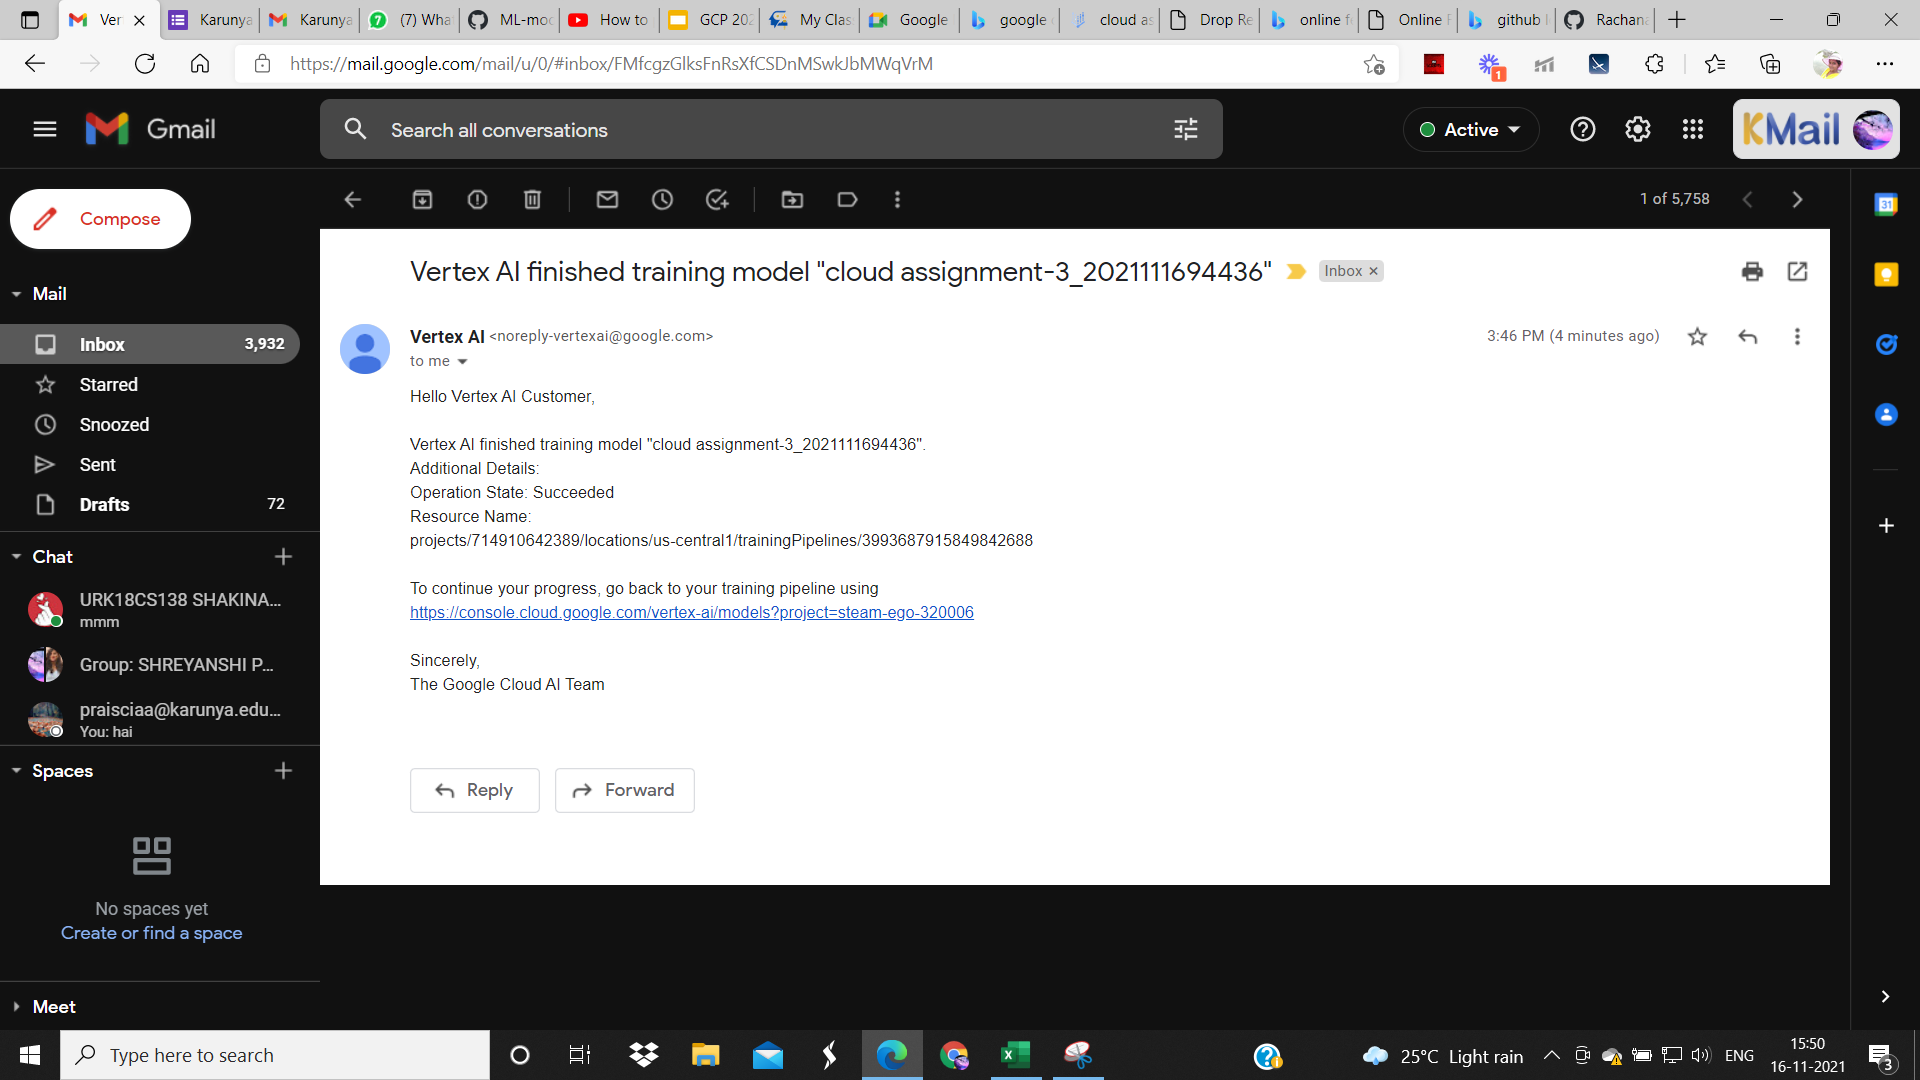 Ver
Karunya
Karunya
(7) Wha
ML-moc
How to
GCP 202
My Clas
Google
google
cloud as
Drop Re
online f
Online
github
Rachana
https://mail.google.com/mail/u/0/#inbox/FMfcgzGlksFnRsXfCSDnMSwkJbMWqVrM
1
Gmail
Search all conversations
Active
KMail
Compose
1 of 5,758
31
Mail
Inbox 3,932
Starred
Snoozed
Sent
Drafts 72
Chat
URK18CS138 SHAKINA...
mmm
Group: SHREYANSHI P...
praisciaa@karunya.edu...
You: hai
Spaces
No spaces yet
Create or find a space
Meet
Vertex AI finished training model "cloud assignment-3_2021111694436"
Inbox ×
Vertex AI <noreply-vertexai@google.com>
3:46 PM (4 minutes ago)
to me
Hello Vertex AI Customer,
Vertex AI finished training model "cloud assignment-3_2021111694436".
Additional Details:
Operation State: Succeeded
Resource Name:
projects/714910642389/locations/us-central1/trainingPipelines/3993687915849842688
To continue your progress, go back to your training pipeline using
https://console.cloud.google.com/vertex-ai/models?project=steam-ego-320006
Sincerely,
The Google Cloud AI Team
Reply
Forward
Type here to search
25°C Light rain
ENG
15:50
16-11-2021
3